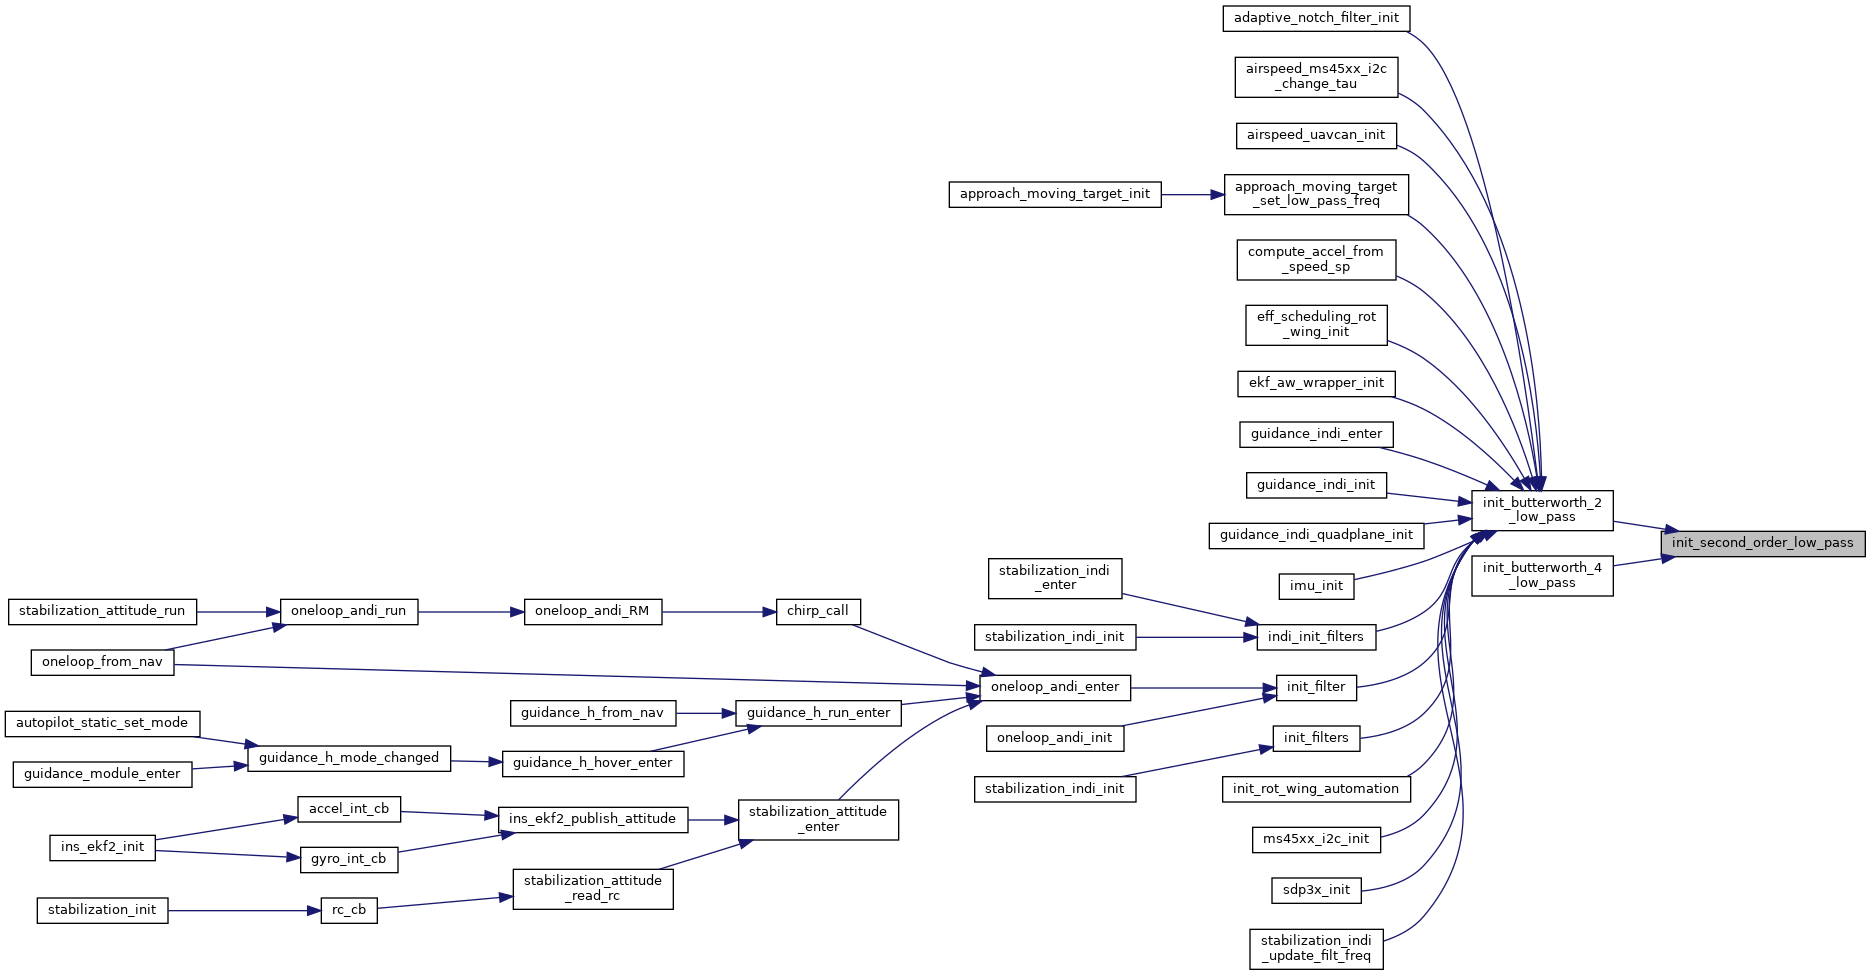 adaptive_notch_filter_init
airspeed_ms45xx_i2c
_change_tau
airspeed_uavcan_init
approach_moving_target_init
approach_moving_target
_set_low_pass_freq
compute_accel_from
_speed_sp
eff_scheduling_rot
_wing_init
ekf_aw_wrapper_init
guidance_indi_enter
guidance_indi_init
guidance_indi_quadplane_init
init_butterworth_2
_low_pass
init_second_order_low_pass
init_butterworth_4
_low_pass
imu_init
stabilization_indi
_enter
stabilization_indi_init
indi_init_filters
stabilization_attitude_run
oneloop_andi_run
oneloop_andi_RM
chirp_call
oneloop_from_nav
oneloop_andi_enter
init_filter
guidance_h_from_nav
guidance_h_run_enter
oneloop_andi_init
init_filters
autopilot_static_set_mode
guidance_h_mode_changed
guidance_h_hover_enter
guidance_module_enter
stabilization_indi_init
init_rot_wing_automation
accel_int_cb
ins_ekf2_publish_attitude
stabilization_attitude
_enter
ins_ekf2_init
gyro_int_cb
ms45xx_i2c_init
stabilization_attitude
_read_rc
sdp3x_init
stabilization_init
rc_cb
stabilization_indi
_update_filt_freq